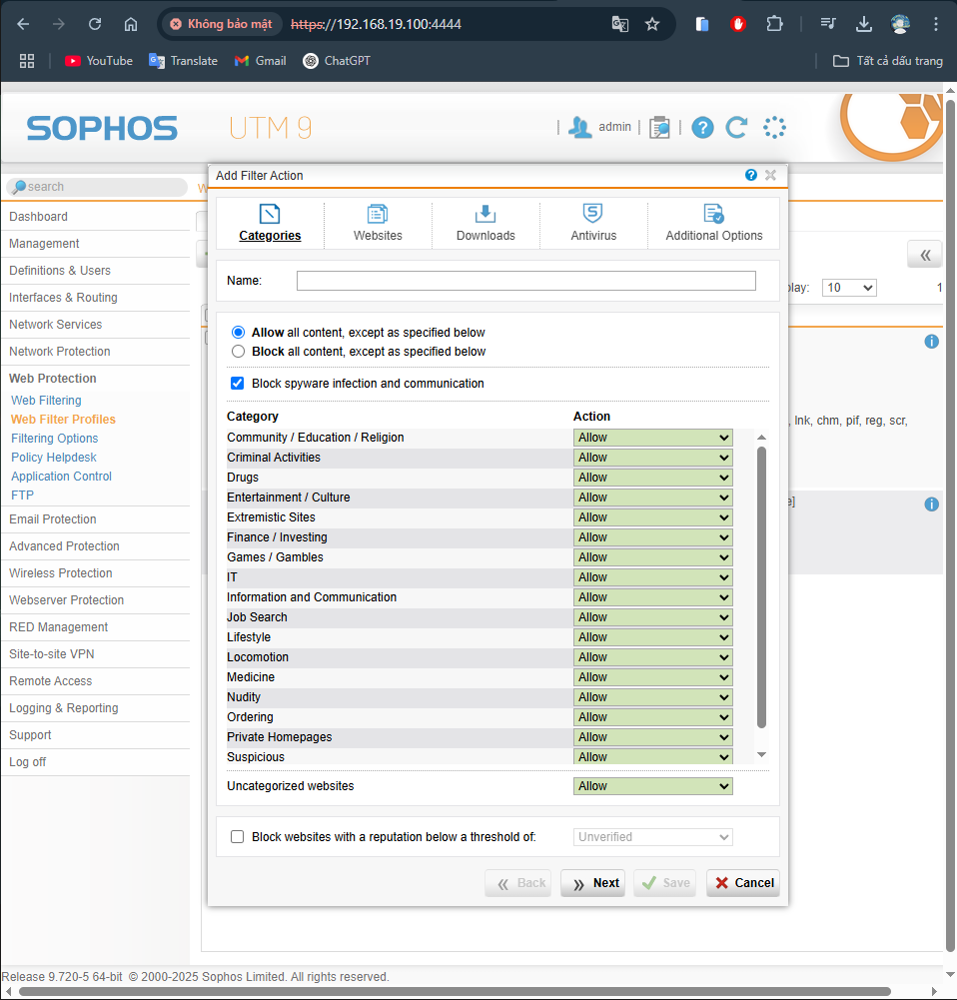 Không bảo mật https://192.168.19.100:4444
YouTube Translate Gmail ChatGPT Tất cả dấu trang
SOPHOS UTM 9 | admin | |
search
Dashboard
Management
Definitions & Users
Interfaces & Routing
Network Services
Network Protection
Web Protection
Web Filtering
Web Filter Profiles
Filtering Options
Policy Helpdesk
Application Control
FTP
Email Protection
Advanced Protection
Wireless Protection
Webserver Protection
RED Management
Site-to-site VPN
Remote Access
Logging & Reporting
Support
Log off
Add Filter Action
Categories Websites Downloads Antivirus Additional Options
Name:
Allow all content, except as specified below
Block all content, except as specified below
Block spyware infection and communication
Category Action
Community / Education / Religion Allow
Criminal Activities Allow
Drugs Allow
Entertainment / Culture Allow
Extremistic Sites Allow
Finance / Investing Allow
Games / Gambles Allow
IT Allow
Information and Communication Allow
Job Search Allow
Lifestyle Allow
Locomotion Allow
Medicine Allow
Nudity Allow
Ordering Allow
Private Homepages Allow
Suspicious Allow
Uncategorized websites Allow
Block websites with a reputation below a threshold of: Unverified
Back Next Save Cancel
play: 10 1
, lnk, chm, pif, reg, scr,
e]
Release 9.720-5 64-bit © 2000-2025 Sophos Limited. All rights reserved.